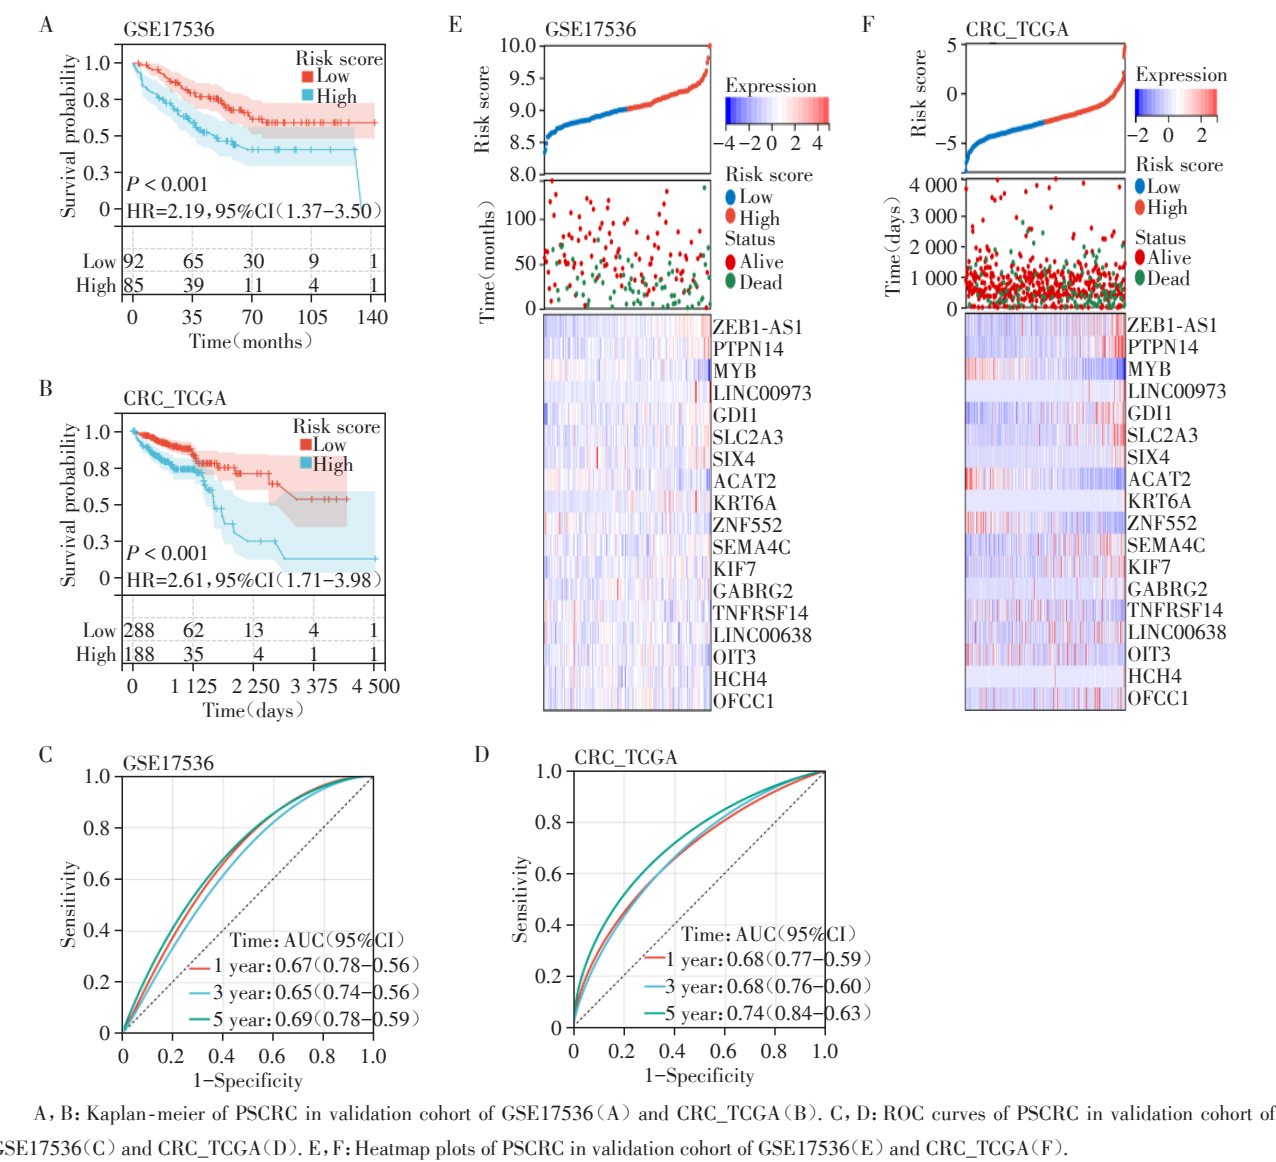 A
GSE17536
Survival probability
1.0
0.8
0.5
0.3
0
Risk score
Low
High
P < 0.001
HR=2.19,95%CI(1.37-3.50)
Low 92 65 30 9 1
High 85 39 11 4 1
0 35 70 105 140
Time(months)
B
CRC_TCGA
Survival probability
1.0
0.8
0.5
0.3
0
Risk score
Low
High
P < 0.001
HR=2.61,95%CI(1.71-3.98)
Low 288 62 13 4 1
High 188 35 4 1 1
0 1 125 2 250 3 375 4 500
Time(days)
C
GSE17536
Sensitivity
1.0
0.8
0.6
0.4
0.2
0
Time: AUC(95%CI)
1 year:0.67(0.78-0.56)
3 year:0.65(0.74-0.56)
5 year:0.69(0.78-0.59)
0 0.2 0.4 0.6 0.8 1.0
1-Specificity
D
CRC_TCGA
Sensitivity
1.0
0.8
0.6
0.4
0.2
0
Time: AUC(95%CI)
1 year:0.68(0.77-0.59)
3 year:0.68(0.76-0.60)
5 year:0.74(0.84-0.63)
0 0.2 0.4 0.6 0.8 1.0
1-Specificity
E
GSE17536
Risk score
10.0
9.5
9.0
8.5
8.0
Time(months)
100
50
0
Expression
-4 -2 0 2 4
Risk score
Low
High
Status
Alive
Dead
ZEB1-AS1
PTPN14
MYB
LINC00973
GDI1
SLC2A3
SIX4
ACAT2
KRT6A
ZNF552
SEMA4C
KIF7
GABRG2
TNFRSF14
LINC00638
OIT3
HCH4
OFCC1
F
CRC_TCGA
Risk score
5
0
-5
Time(days)
4 000
3 000
2 000
1 000
0
Expression
-2 0 2
Risk score
Low
High
Status
Alive
Dead
ZEB1-AS1
PTPN14
MYB
LINC00973
GDI1
SLC2A3
SIX4
ACAT2
KRT6A
ZNF552
SEMA4C
KIF7
GABRG2
TNFRSF14
LINC00638
OIT3
HCH4
OFCC1
A, B: Kaplan-meier of PSCRC in validation cohort of GSE17536(A) and CRC_TCGA(B). C, D: ROC curves of PSCRC in validation cohort of
GSE17536(C) and CRC_TCGA(D). E, F: Heatmap plots of PSCRC in validation cohort of GSE17536(E) and CRC_TCGA(F).